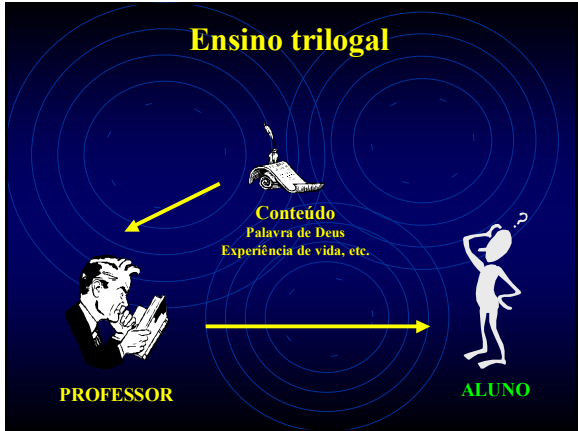 Ensino trilogal
?
Conteúdo
Palavra de Deus
Experiência de vida, etc.
PROFESSOR
ALUNO